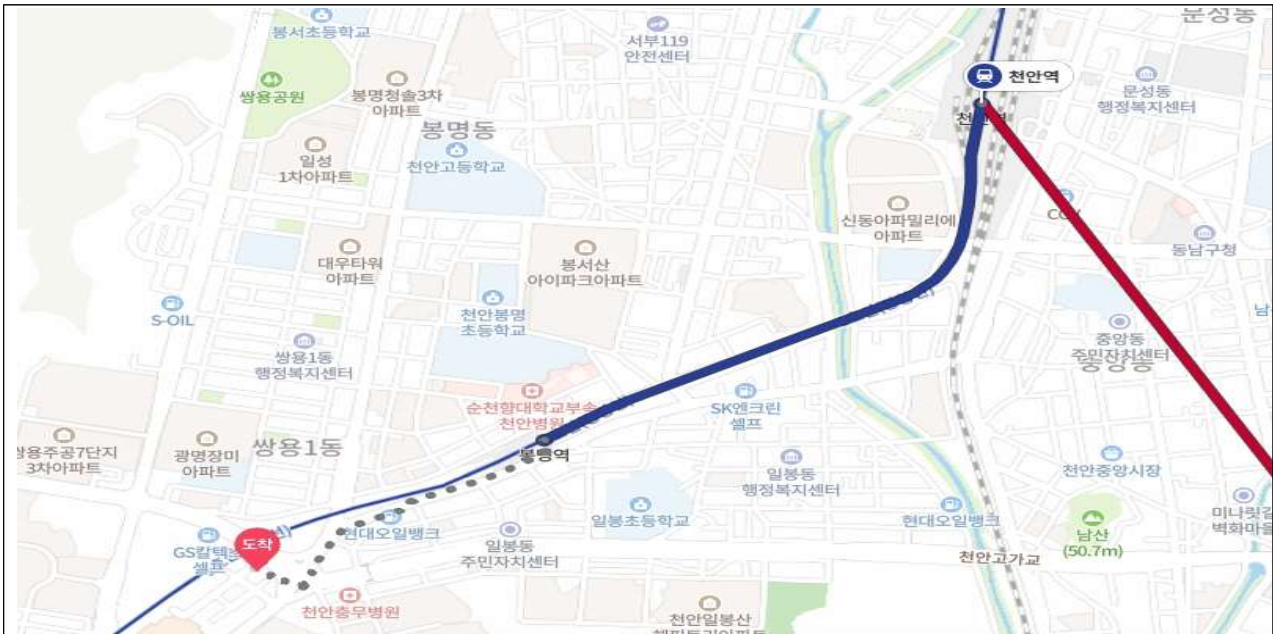 문성동
봉서초등학교
서부119
안전센터
천안역
쌍용공원
봉명청솔3차
아파트
문성동
행정복지센터
봉명동
일성
1차아파트
천안고등학교
신동아파밀리에
아파트
동남구청
대우타워
아파트
봉서산
아이파크아파트
S-OIL
천안봉명
초등학교
중앙동
주민자치센터
중앙동
쌍용1동
행정복지센터
순천향대학교부속
천안병원
SK엔크린
셀프
봉명역
쌍용주공7단지
3차아파트
광명장미
아파트
쌍용1동
일봉동
행정복지센터
천안중앙시장
일봉초등학교
현대오일뱅크
남산
(50.7m)
미나릿길
벽화마을
현대오일뱅크
도착
GS칼텍스
셀프
일봉동
주민자치센터
천안고가교
천안충무병원
천안일봉산